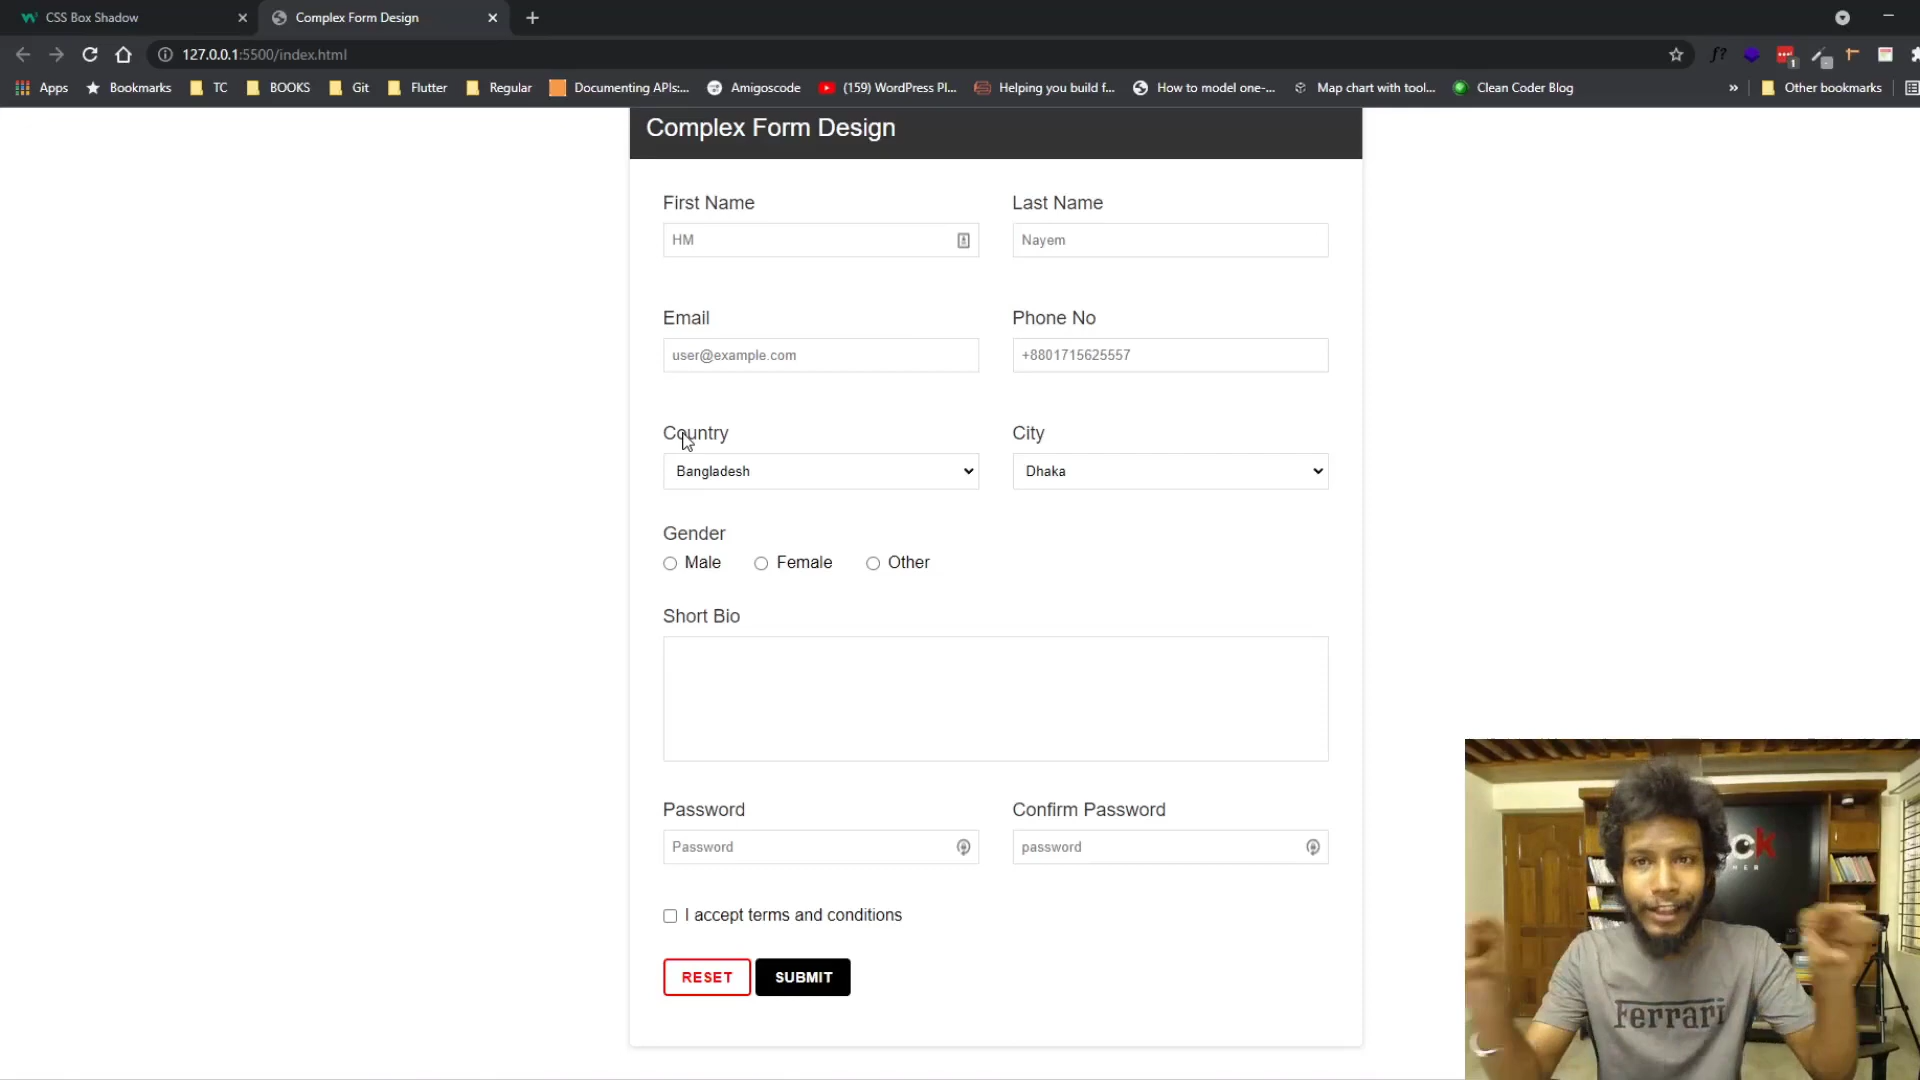 CSS Box Shadow
Complex Form Design
127.0.0.1:5500/index.html
Apps
Bookmarks
TC
BOOKS
Git
Flutter
Regular
Documenting APIs:...
Amigoscode
(159) WordPress Pl...
Helping you build f...
How to model one-...
Map chart with tool...
Clean Coder Blog
»
Other bookmarks
Complex Form Design
First Name
Last Name
HM
Nayem
Email
Phone No
user@example.com
+8801715625557
Country
City
Bangladesh
Dhaka
Gender
Male
Female
Other
Short Bio
Password
Confirm Password
Password
password
I accept terms and conditions
RESET
SUBMIT
Ferrari